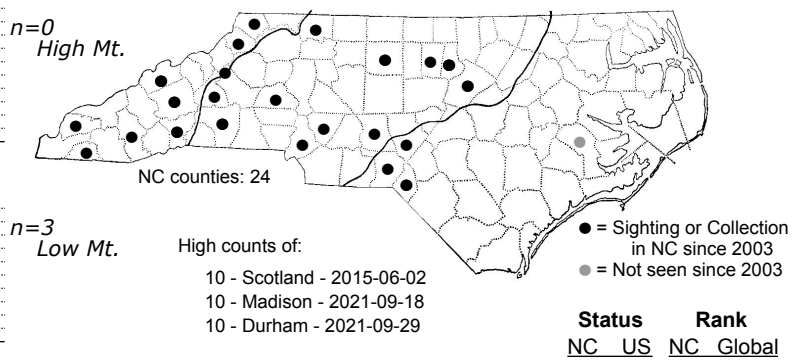 n=0
High Mt.
NC counties: 24
n=3
Low Mt.
High counts of:
10 - Scotland - 2015-06-02
10 - Madison - 2021-09-18
10 - Durham - 2021-09-29
● = Sighting or Collection
in NC since 2003
● = Not seen since 2003
Status Rank
NC US NC Global